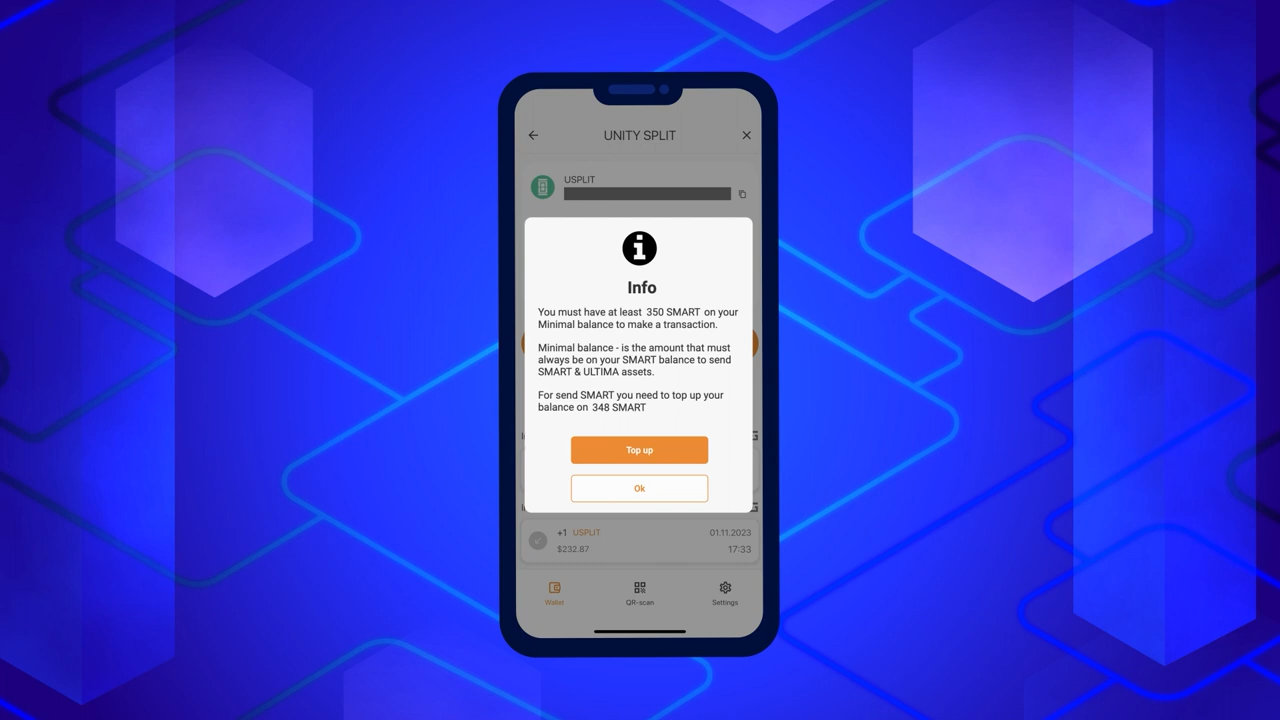 UNITY SPLIT
USPLIT
Info
You must have at least 350 SMART on your
Minimal balance to make a transaction.
Minimal balance - is the amount that must
always be on your SMART balance to send
SMART & ULTIMA assets.
For send SMART you need to top up your
balance on 348 SMART
Top up
Ok
+1 USPLIT 01.11.2023
$232.87 17:33
Wallet QR-scan Settings